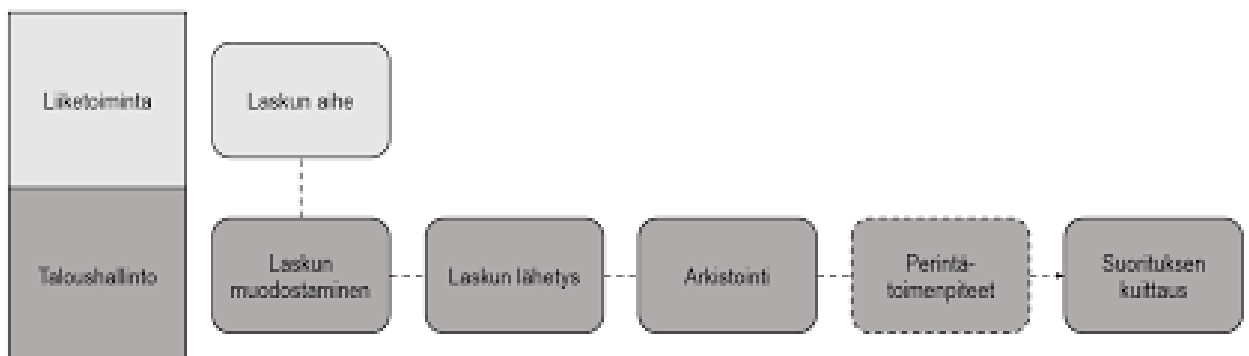 Liiketoiminta
Laskun aihe
Taloushallinto
Laskun
muodostaminen
Laskun lähetys
Arkistointi
Perintä-
toimenpiteet
Suorituksen
kuittaus